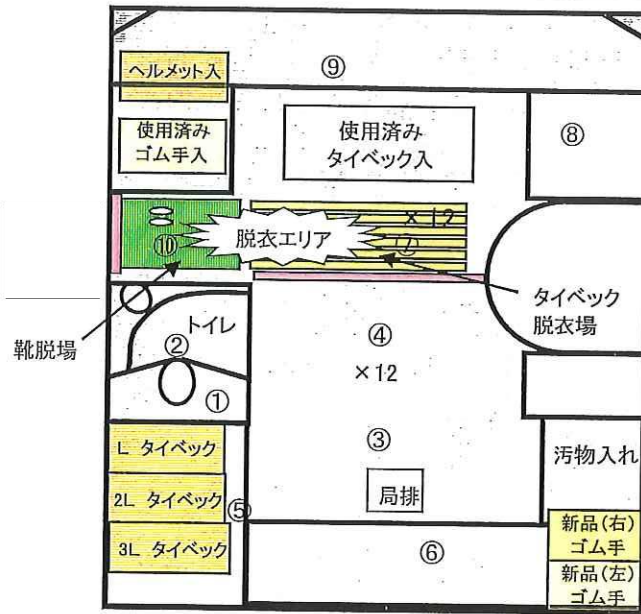 ⑨
ヘルメット入
使用済み
ゴム手入
使用済み
タイベック入
⑧
×12
脱衣エリア
⑩
⑦
タイベック
脱衣場
靴脱場
トイレ
②
④
×12
①
③
L タイベック
局排
汚物入れ
2L タイベック
⑤
3L タイベック
⑥
新品(右)
ゴム手
新品(左)
ゴム手